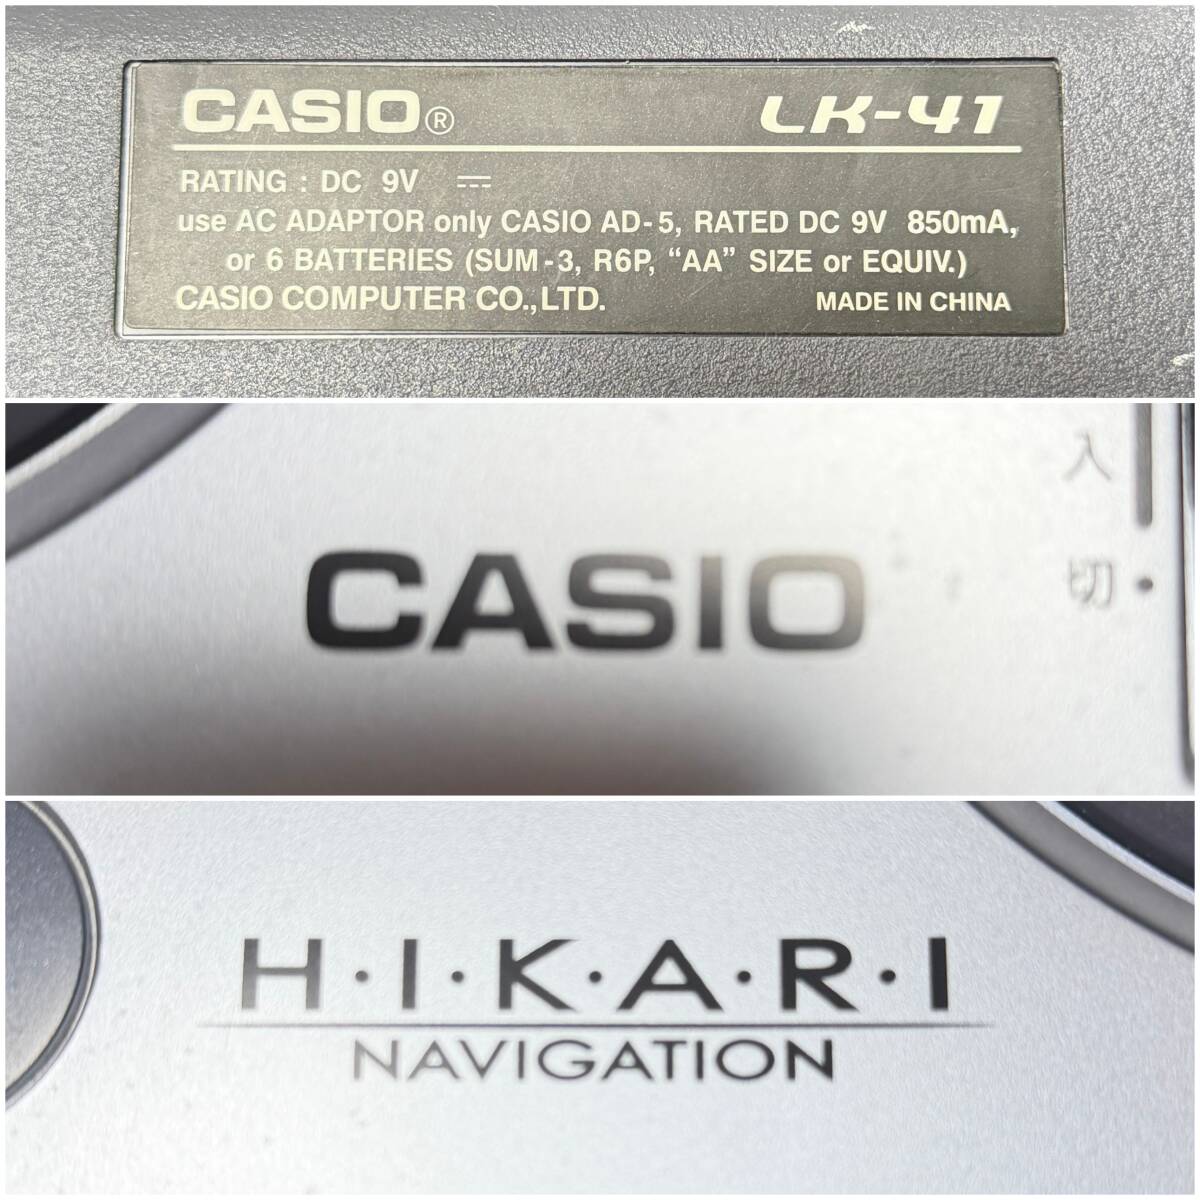 CASIO® LK-41
RATING : DC 9V ⎓
use AC ADAPTOR only CASIO AD-5, RATED DC 9V 850mA,
or 6 BATTERIES (SUM-3, R6P, “AA” SIZE or EQUIV.)
CASIO COMPUTER CO.,LTD. MADE IN CHINA
入
CASIO
切
H·I·K·A·R·I
NAVIGATION